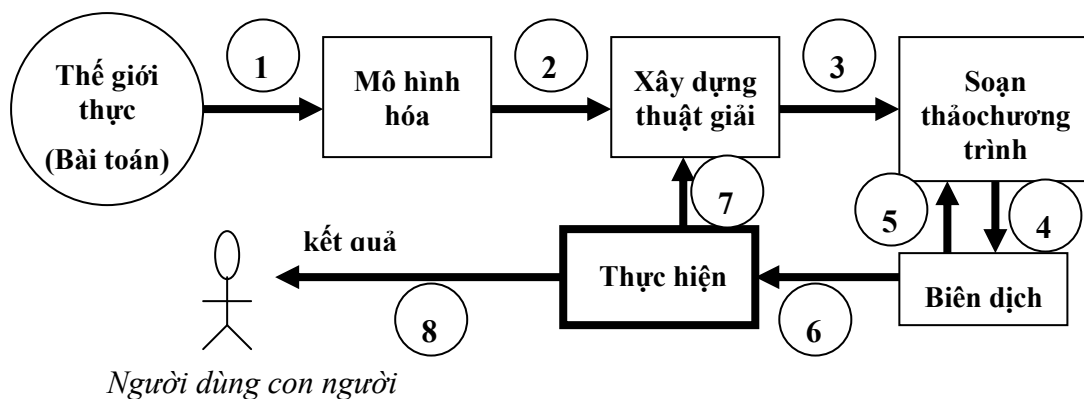 Thế giới
thực
(Bài toán)
1
Mô hình
hóa
2
Xây dựng
thuật giải
3
Soạn
thảochương
trình
4
5
Biên dịch
6
Thực hiện
7
kết quả
8
Người dùng con người